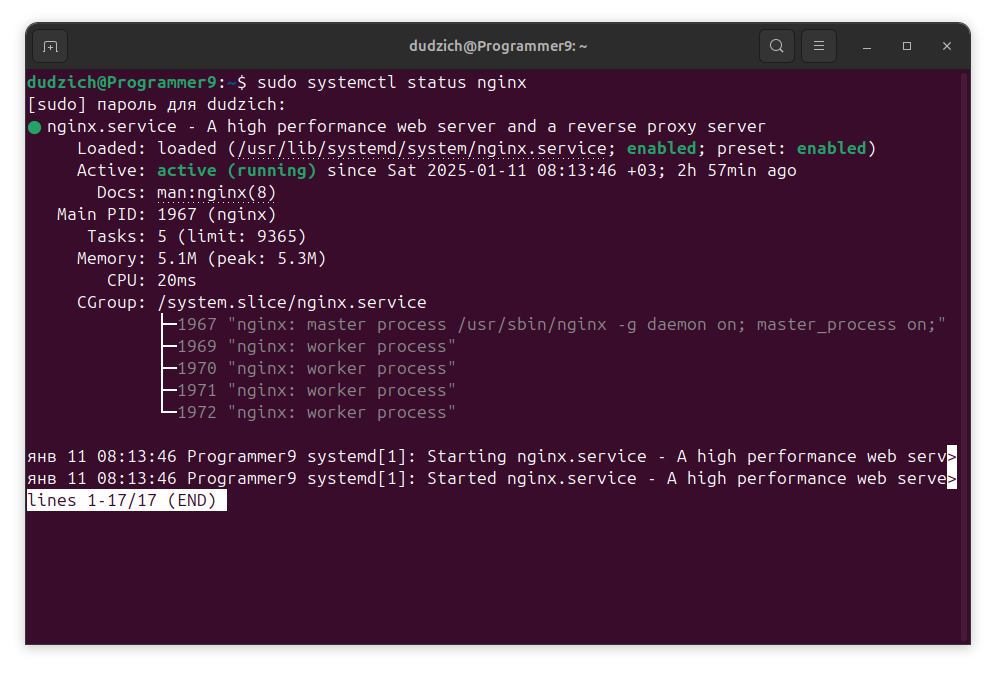 dudzich@Programmer9: ~
dudzich@Programmer9:~$ sudo systemctl status nginx
[sudo] пароль для dudzich:
● nginx.service - A high performance web server and a reverse proxy server
     Loaded: loaded (/usr/lib/systemd/system/nginx.service; enabled; preset: enabled)
     Active: active (running) since Sat 2025-01-11 08:13:46 +03; 2h 57min ago
       Docs: man:nginx(8)
   Main PID: 1967 (nginx)
      Tasks: 5 (limit: 9365)
     Memory: 5.1M (peak: 5.3M)
        CPU: 20ms
     CGroup: /system.slice/nginx.service
             ├─1967 "nginx: master process /usr/sbin/nginx -g daemon on; master_process on;"
             ├─1969 "nginx: worker process"
             ├─1970 "nginx: worker process"
             ├─1971 "nginx: worker process"
             └─1972 "nginx: worker process"
янв 11 08:13:46 Programmer9 systemd[1]: Starting nginx.service - A high performance web serv>
янв 11 08:13:46 Programmer9 systemd[1]: Started nginx.service - A high performance web serve>
lines 1-17/17 (END)